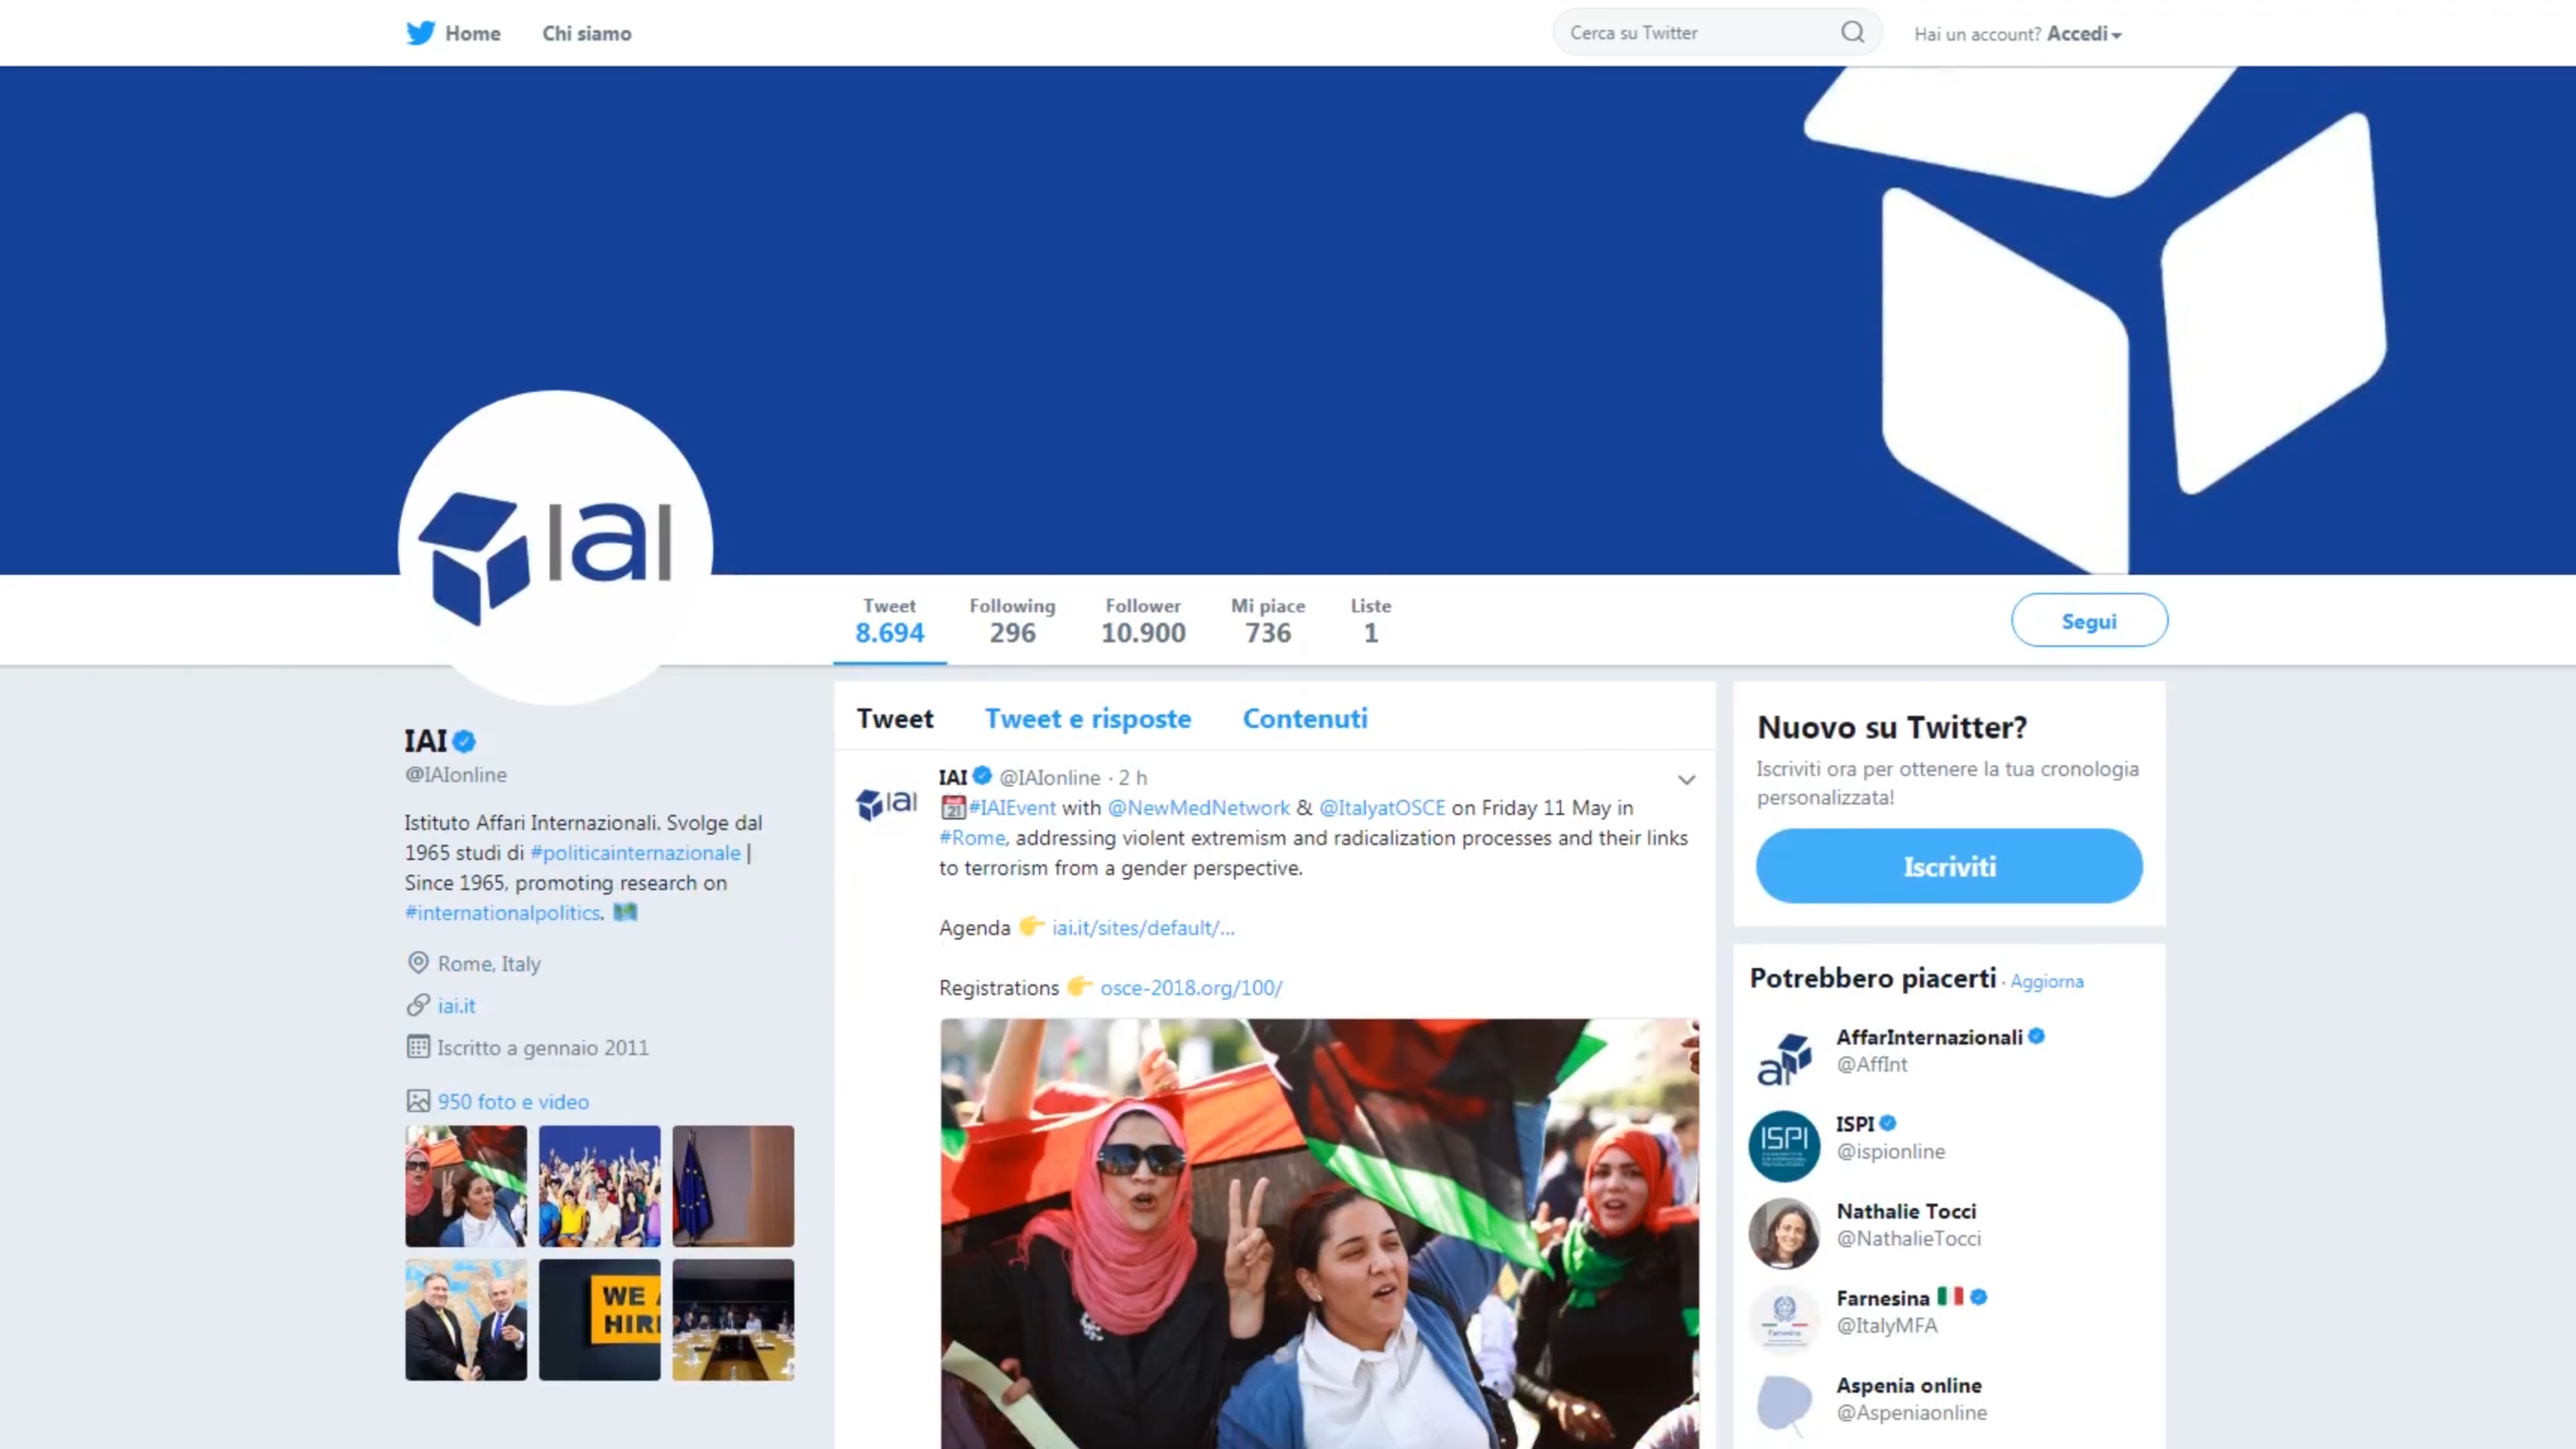 Home
Chi siamo
Cerca su Twitter
Hai un account? Accedi
IAI
Tweet
8.694
Following
296
Follower
10.900
Mi piace
736
Liste
1
Segui
IAI
@IAIonline
Istituto Affari Internazionali. Svolge dal
1965 studi di #politicainternazionale |
Since 1965, promoting research on
#internationalpolitics.
Rome, Italy
iai.it
Iscritto a gennaio 2011
950 foto e video
WE A
HIRI
Tweet
Tweet e risposte
Contenuti
IAI
IAI @IAIonline · 2 h
#IAIEvent with @NewMedNetwork & @ItalyatOSCE on Friday 11 May in
#Rome, addressing violent extremism and radicalization processes and their links
to terrorism from a gender perspective.
Agenda iai.it/sites/default/...
Registrations osce-2018.org/100/
Nuovo su Twitter?
Iscriviti ora per ottenere la tua cronologia
personalizzata!
Iscriviti
Potrebbero piacerti · Aggiorna
AffarInternazionali
@AffInt
ISPI
ISPI
@ispionline
Nathalie Tocci
@NathalieTocci
Farnesina
Farnesina
@ItalyMFA
Aspenia online
@Aspeniaonline